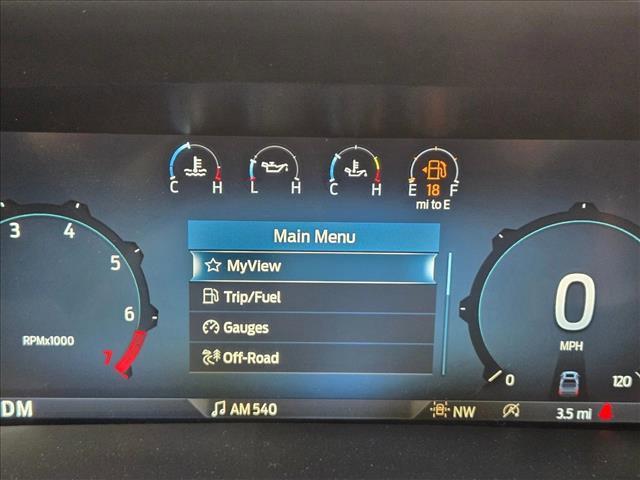 C H L H C H E 18 F
mi to E
Main Menu
MyView
Trip/Fuel
Gauges
Off-Road
3 4 5 6 7
RPMx1000
0
MPH
0 120
DM AM 540 NW 3.5 mi